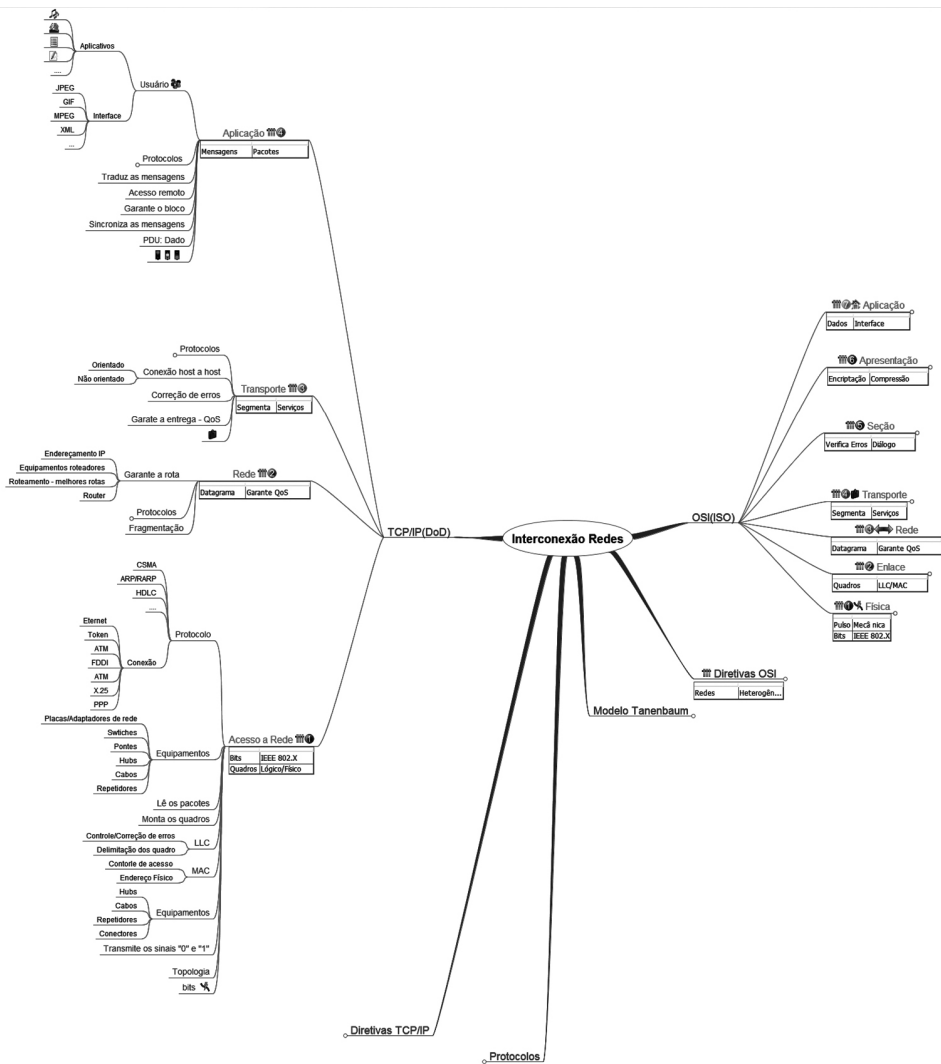 Aplicativos
....
Usuário
JPEG
GIF
MPEG
XML
...
Interface
Aplicação
Mensagens Pacotes
Protocolos
Traduz as mensagens
Acesso remoto
Garante o bloco
Sincroniza as mensagens
PDU: Dado
Protocolos
Orientado
Não orientado
Conexão host a host
Correção de erros
Garate a entrega - QoS
Transporte
Segmenta Serviços
Endereçamento IP
Equipamentos roteadores
Roteamento - melhores rotas
Router
Garante a rota
Protocolos
Fragmentação
Rede
Datagrama Garante QoS
TCP/IP(DoD)
CSMA
ARP/RARP
HDLC
....
Protocolo
Eternet
Token
ATM
FDDI
ATM
X.25
PPP
Conexão
Placas/Adaptadores de rede
Swtiches
Pontes
Hubs
Cabos
Repetidores
Equipamentos
Acesso a Rede
Bits IEEE 802.X
Quadros Lógico/Físico
Lê os pacotes
Monta os quadros
Controle/Correção de erros
Delimitação dos quadro
LLC
Contorle de acesso
Endereço Físico
MAC
Hubs
Cabos
Repetidores
Conectores
Equipamentos
Transmite os sinais "0" e "1"
Topologia
bits
Interconexão Redes
OSI(ISO)
7 Aplicação
Dados Interface
6 Apresentação
Encriptação Compressão
5 Seção
Verifica Erros Diálogo
4 Transporte
Segmenta Serviços
3 Rede
Datagrama Garante QoS
2 Enlace
Quadros LLC/MAC
1 Física
Pulso Mecâ nica
Bits IEEE 802.X
Diretivas OSI
Redes Heterogên...
Modelo Tanenbaum
Diretivas TCP/IP
Protocolos